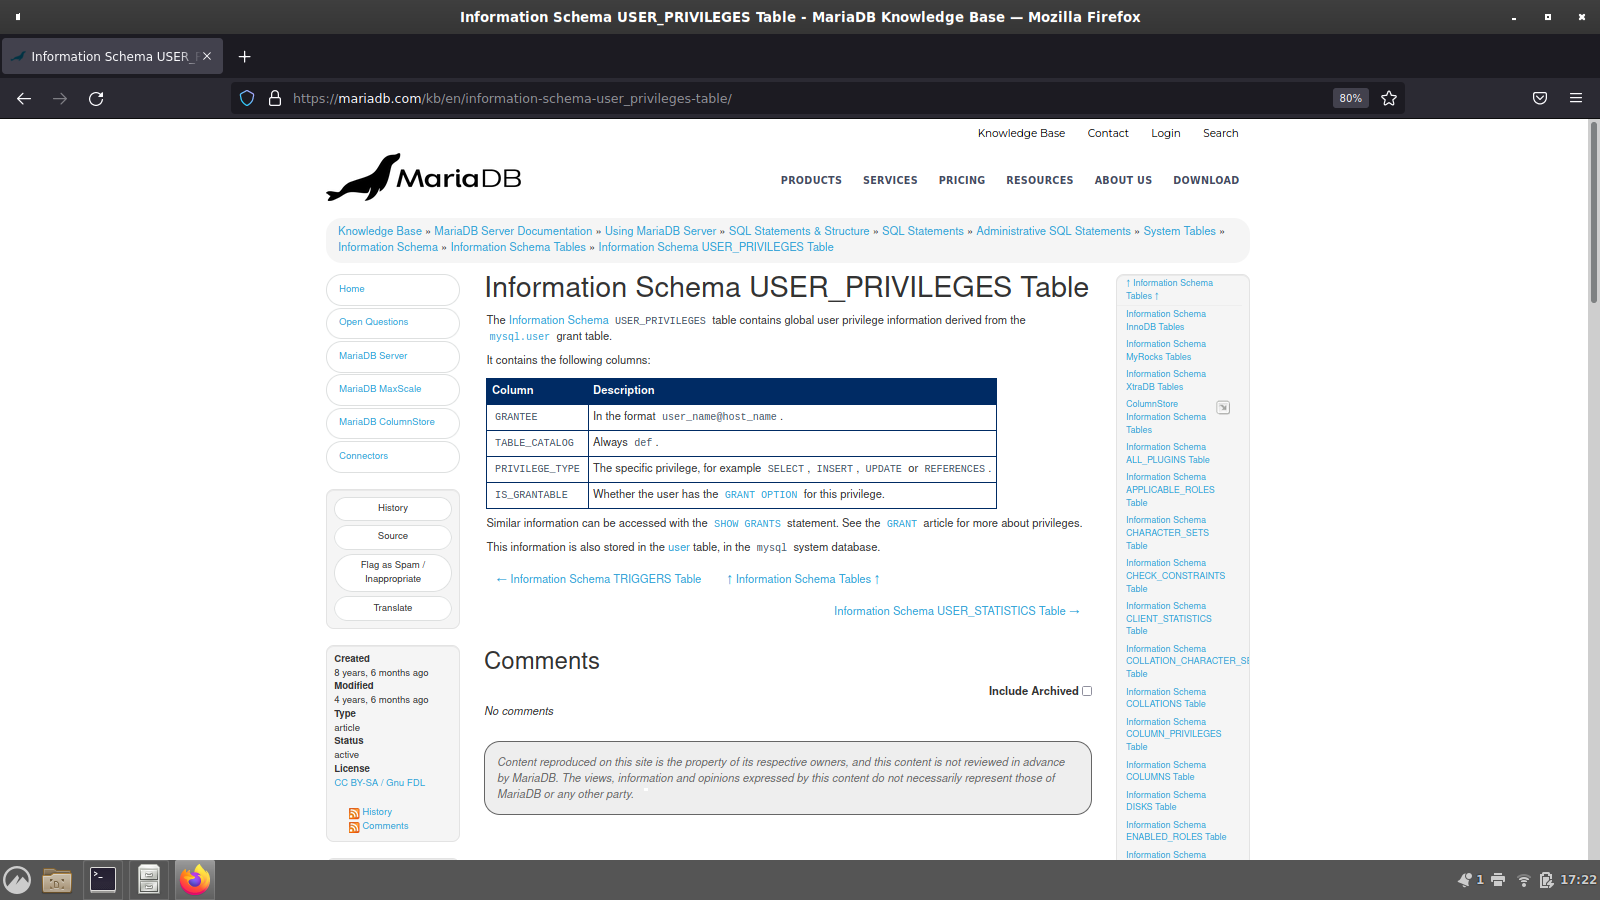 Information Schema USER_PRIVILEGES Table - MariaDB Knowledge Base — Mozilla Firefox
Information Schema USER_P
https://mariadb.com/kb/en/information-schema-user_privileges-table/
80%
Knowledge Base Contact Login Search
MariaDB
PRODUCTS SERVICES PRICING RESOURCES ABOUT US DOWNLOAD
Knowledge Base » MariaDB Server Documentation » Using MariaDB Server » SQL Statements & Structure » SQL Statements » Administrative SQL Statements » System Tables »
Information Schema » Information Schema Tables » Information Schema USER_PRIVILEGES Table
Home
Open Questions
MariaDB Server
MariaDB MaxScale
MariaDB ColumnStore
Connectors
History
Source
Flag as Spam /
Inappropriate
Translate
Created
8 years, 6 months ago
Modified
4 years, 6 months ago
Type
article
Status
active
License
CC BY-SA / Gnu FDL
History
Comments
Information Schema USER_PRIVILEGES Table
The Information Schema USER_PRIVILEGES table contains global user privilege information derived from the
mysql.user grant table.
It contains the following columns:
Column Description
GRANTEE In the format user_name@host_name .
TABLE_CATALOG Always def .
PRIVILEGE_TYPE The specific privilege, for example SELECT , INSERT , UPDATE or REFERENCES .
IS_GRANTABLE Whether the user has the GRANT OPTION for this privilege.
Similar information can be accessed with the SHOW GRANTS statement. See the GRANT article for more about privileges.
This information is also stored in the user table, in the mysql system database.
← Information Schema TRIGGERS Table ↑ Information Schema Tables ↑
Information Schema USER_STATISTICS Table →
Comments
Include Archived
No comments
Content reproduced on this site is the property of its respective owners, and this content is not reviewed in advance
by MariaDB. The views, information and opinions expressed by this content do not necessarily represent those of
MariaDB or any other party.
↑ Information Schema
Tables ↑
Information Schema
InnoDB Tables
Information Schema
MyRocks Tables
Information Schema
XtraDB Tables
ColumnStore
Information Schema
Tables
Information Schema
ALL_PLUGINS Table
Information Schema
APPLICABLE_ROLES
Table
Information Schema
CHARACTER_SETS
Table
Information Schema
CHECK_CONSTRAINTS
Table
Information Schema
CLIENT_STATISTICS
Table
Information Schema
COLLATION_CHARACTER_SE
Table
Information Schema
COLLATIONS Table
Information Schema
COLUMN_PRIVILEGES
Table
Information Schema
COLUMNS Table
Information Schema
DISKS Table
Information Schema
ENABLED_ROLES Table
Information Schema
1
17:22